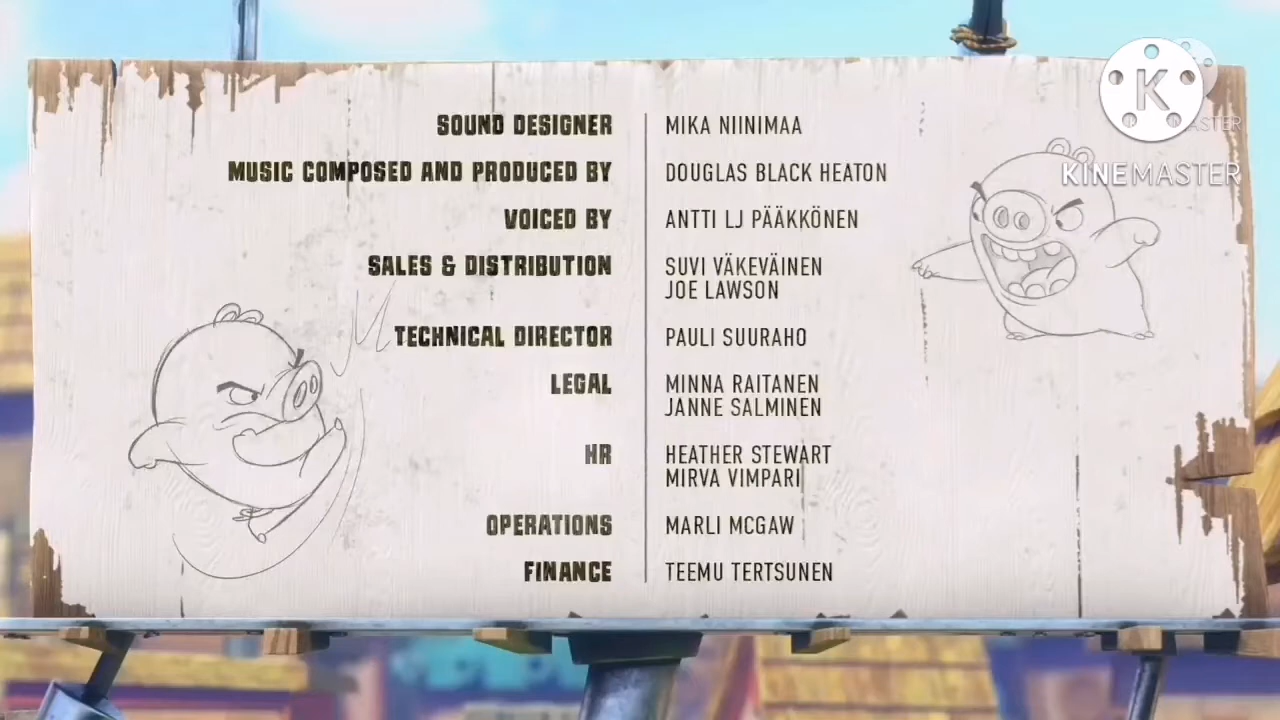 SOUND DESIGNER MIKA NIINIMAA
MUSIC COMPOSED AND PRODUCED BY DOUGLAS BLACK HEATON
VOICED BY ANTTI LJ PÄÄKKÖNEN
SALES & DISTRIBUTION SUVI VÄKEVÄINEN
JOE LAWSON
TECHNICAL DIRECTOR PAULI SUURAHO
LEGAL MINNA RAITANEN
JANNE SALMINEN
HR HEATHER STEWART
MIRVA VIMPARI
OPERATIONS MARLI MCGAW
FINANCE TEEMU TERTSUNEN
K
ASTER
KINEMASTER